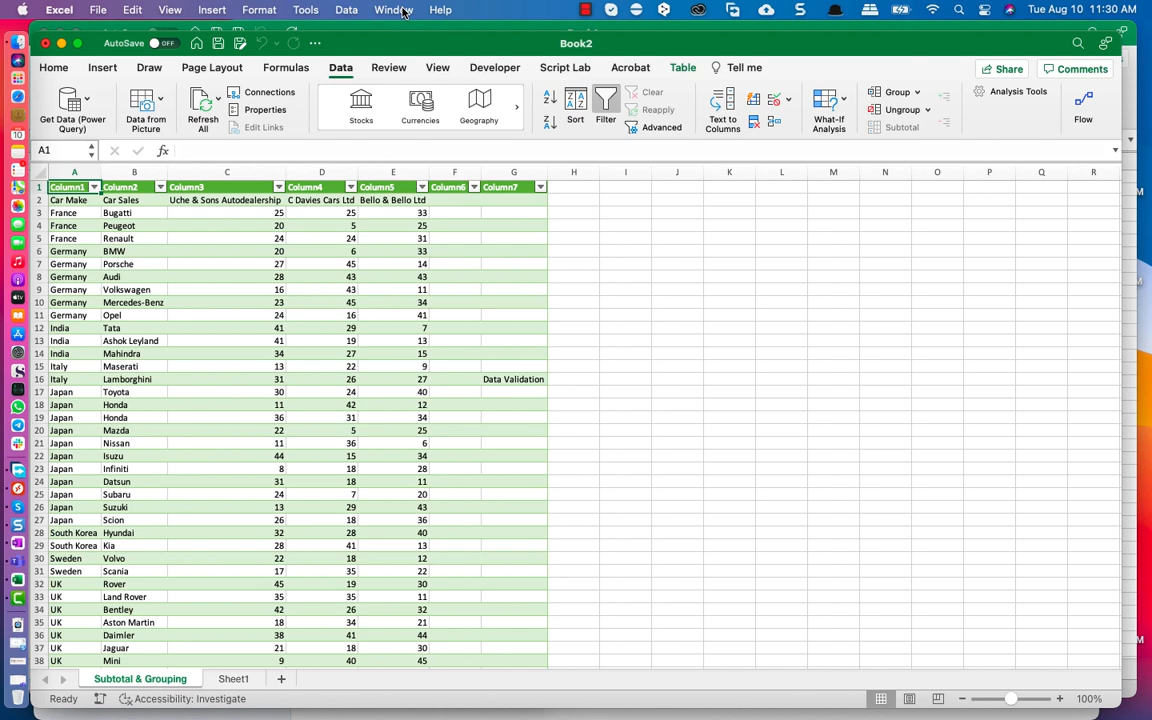 Excel File Edit View Insert Format Tools Data Window Help Tue Aug 10 11:30 AM
AutoSave OFF Book2
Home Insert Draw Page Layout Formulas Data Review View Developer Script Lab Acrobat Table Tell me Share Comments
Get Data (Power Query) Data from Picture Refresh All Connections Properties Edit Links Stocks Currencies Geography Sort Filter Clear Reapply Advanced Text to Columns What-If Analysis Group Ungroup Subtotal Analysis Tools Flow
A1 fx
A B C D E F G H I J K L M N O P Q R
1 Column1 Column2 Column3 Column4 Column5 Column6 Column7
2 Car Make Car Sales Uche & Sons Autodealership C Davies Cars Ltd Bello & Bello Ltd
3 France Bugatti 25 25 33
4 France Peugeot 20 5 25
5 France Renault 24 24 31
6 Germany BMW 20 6 33
7 Germany Porsche 27 45 14
8 Germany Audi 28 43 43
9 Germany Volkswagen 16 43 11
10 Germany Mercedes-Benz 23 45 34
11 Germany Opel 24 16 41
12 India Tata 41 29 7
13 India Ashok Leyland 41 19 13
14 India Mahindra 34 27 15
15 Italy Maserati 13 22 9
16 Italy Lamborghini 31 26 27 Data Validation
17 Japan Toyota 30 24 40
18 Japan Honda 11 42 12
19 Japan Honda 36 31 34
20 Japan Mazda 22 5 25
21 Japan Nissan 11 36 6
22 Japan Isuzu 44 15 34
23 Japan Infiniti 8 18 28
24 Japan Datsun 31 18 11
25 Japan Subaru 24 7 20
26 Japan Suzuki 13 29 43
27 Japan Scion 26 18 36
28 South Korea Hyundai 32 28 40
29 South Korea Kia 28 41 13
30 Sweden Volvo 22 18 12
31 Sweden Scania 17 35 22
32 UK Rover 45 19 30
33 UK Land Rover 35 35 11
34 UK Bentley 42 26 32
35 UK Aston Martin 18 34 21
36 UK Daimler 38 41 44
37 UK Jaguar 21 18 30
38 UK Mini 9 40 45
Subtotal & Grouping Sheet1
Ready Accessibility: Investigate 100%